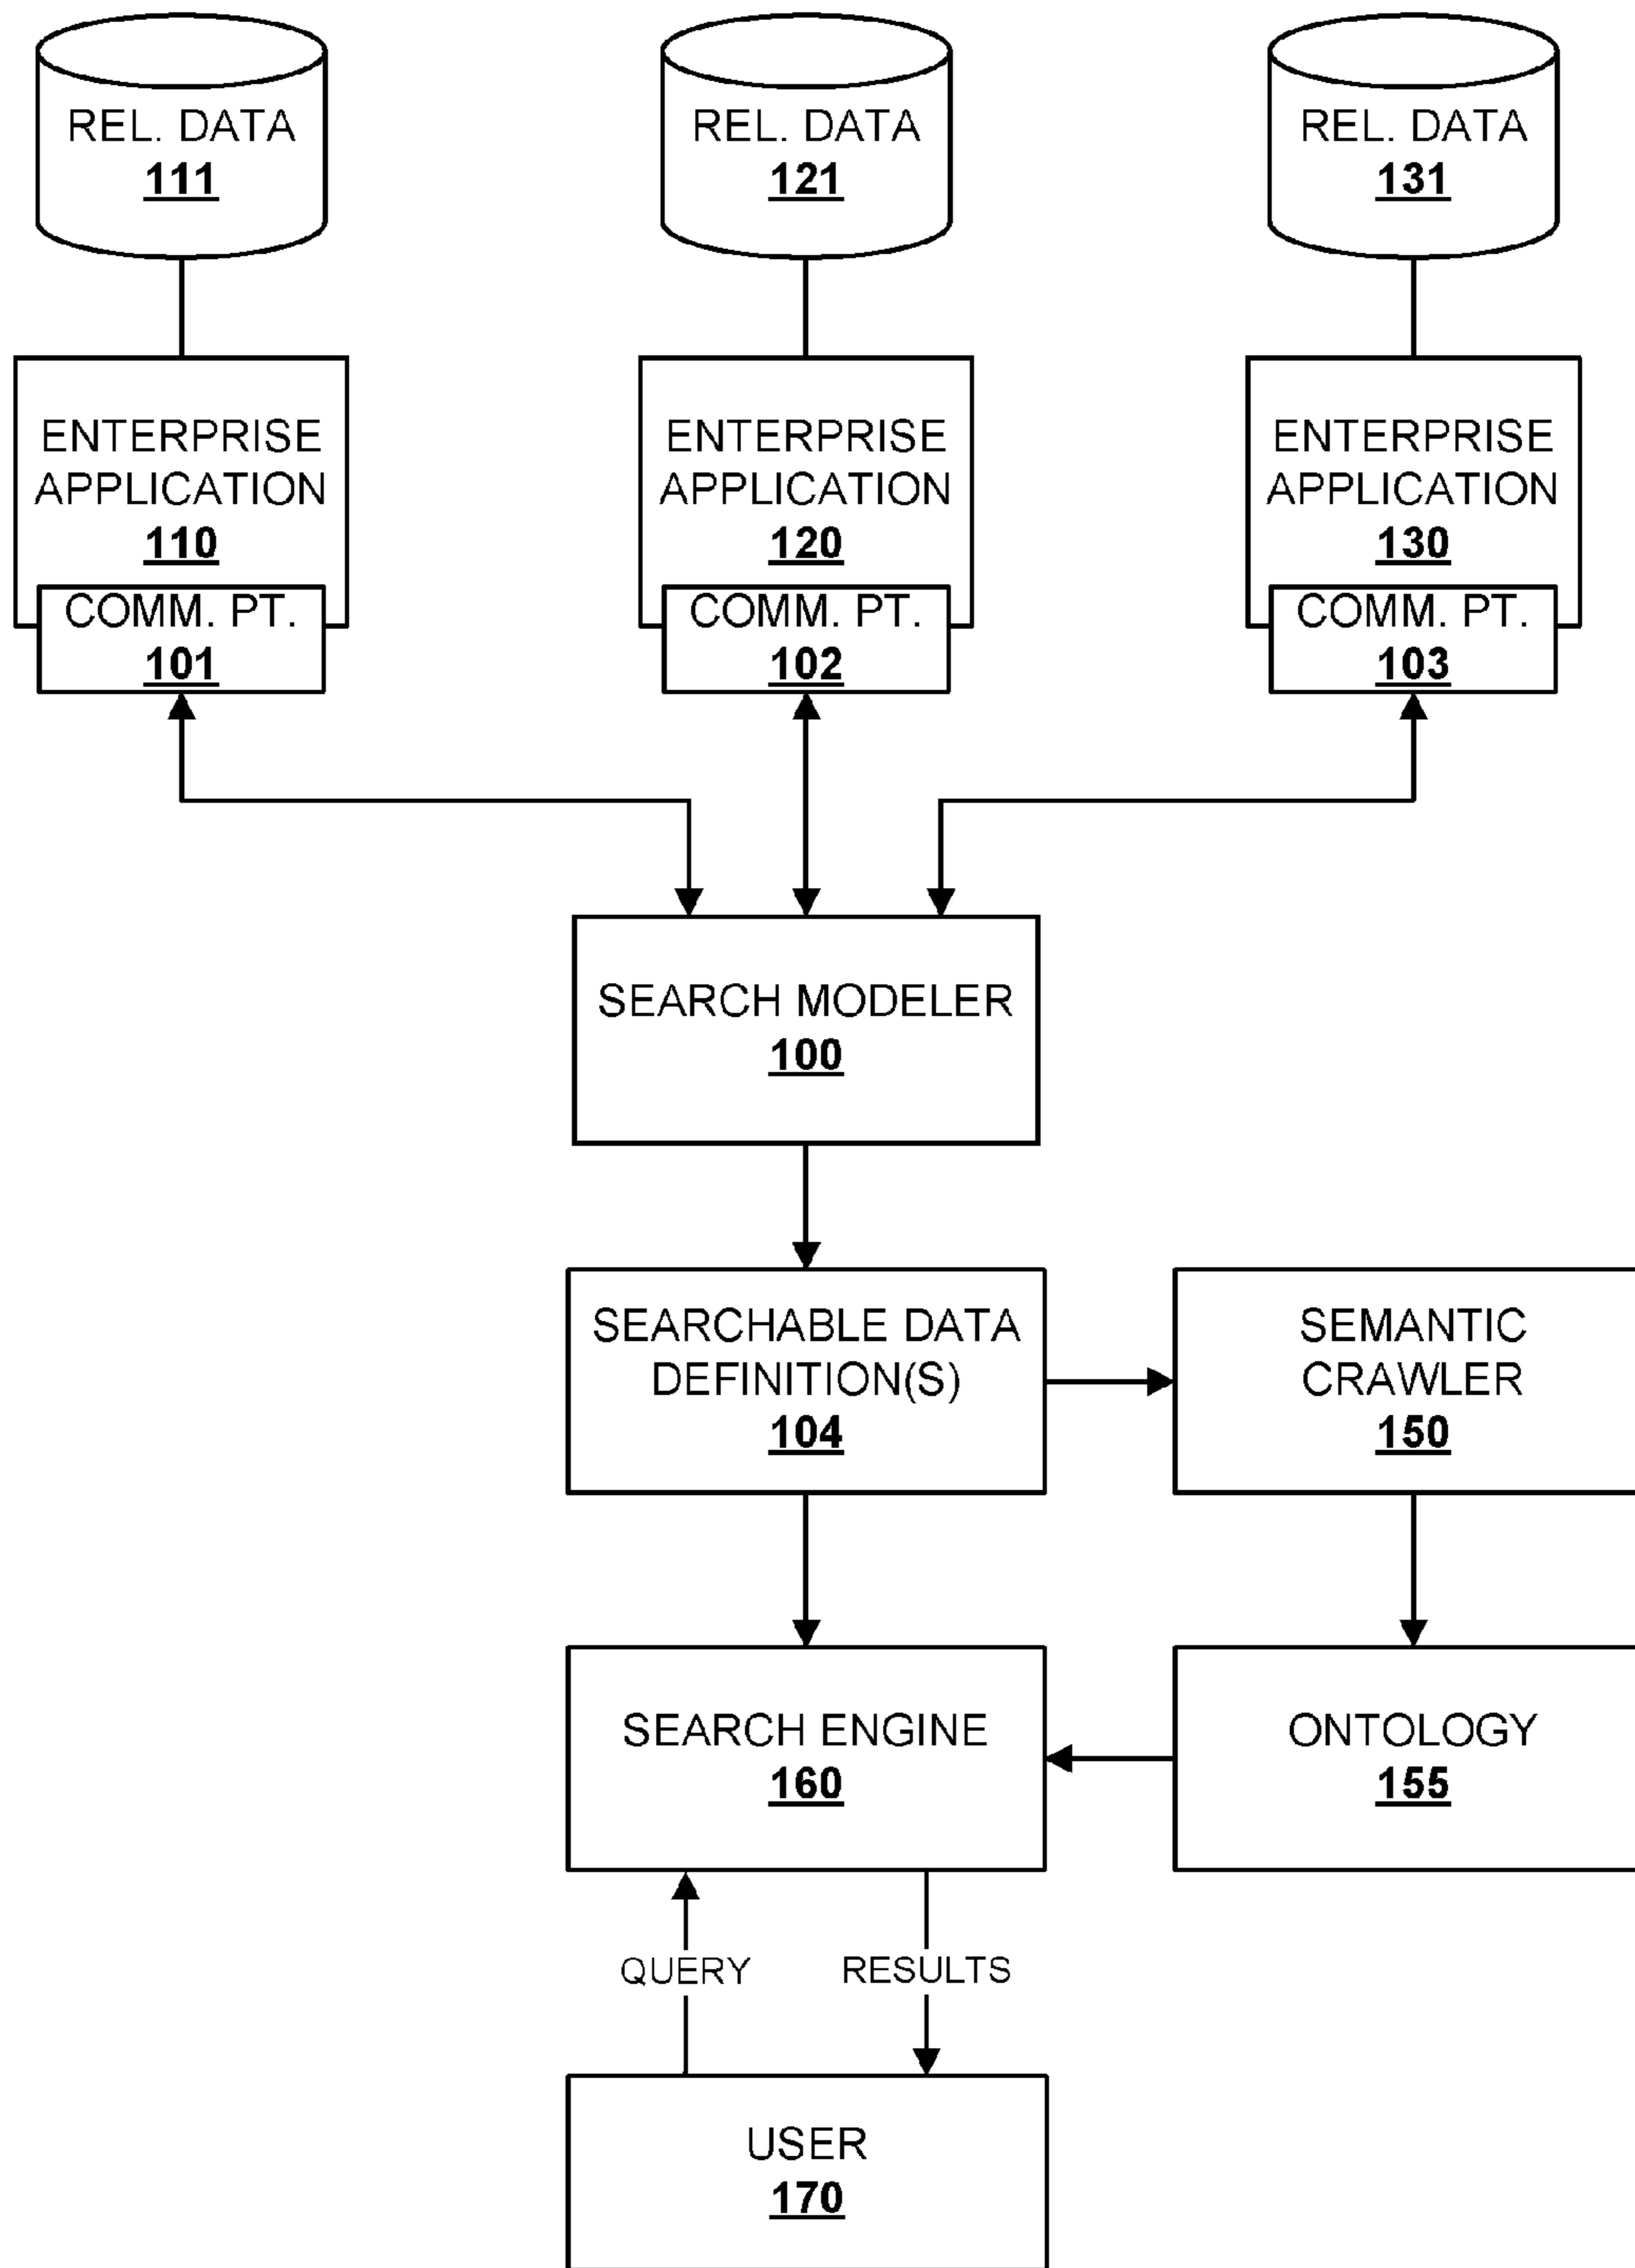 REL. DATA
111
REL. DATA
121
REL. DATA
131
ENTERPRISE
APPLICATION
110
COMM. PT.
101
ENTERPRISE
APPLICATION
120
COMM. PT.
102
ENTERPRISE
APPLICATION
130
COMM. PT.
103
SEARCH MODELER
100
SEARCHABLE DATA
DEFINITION(S)
104
SEMANTIC
CRAWLER
150
SEARCH ENGINE
160
ONTOLOGY
155
QUERY
RESULTS
USER
170